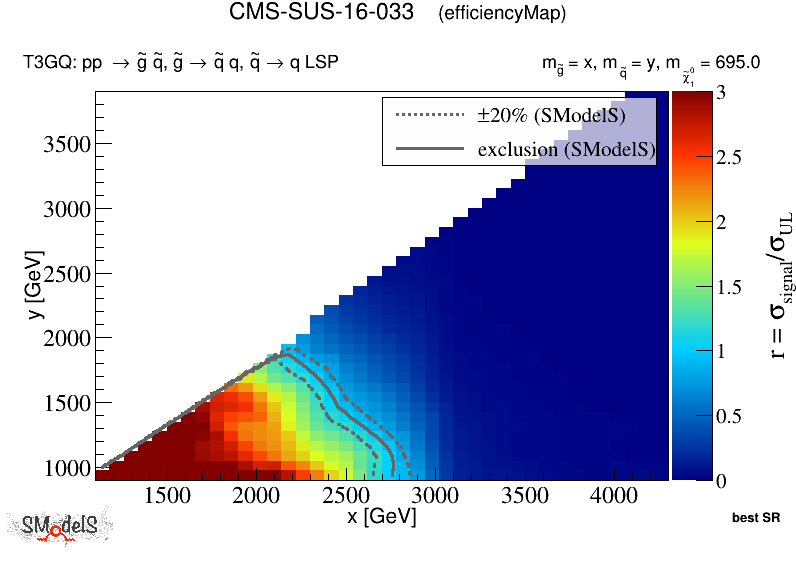 CMS-SUS-16-033 (efficiencyMap)
T3GQ: pp → g̃ q̃, g̃ → q̃ q, q̃ → q LSP m_g̃ = x, m_q̃ = y, m_χ̃₁⁰ = 695.0
±20% (SModelS)
exclusion (SModelS)
y [GeV]
3500
3000
2500
2000
1500
1000
1500 2000 2500 3000 3500 4000
x [GeV]
3
2.5
2
1.5
1
0.5
0
r = σ_signal/σ_UL
SModelS
best SR